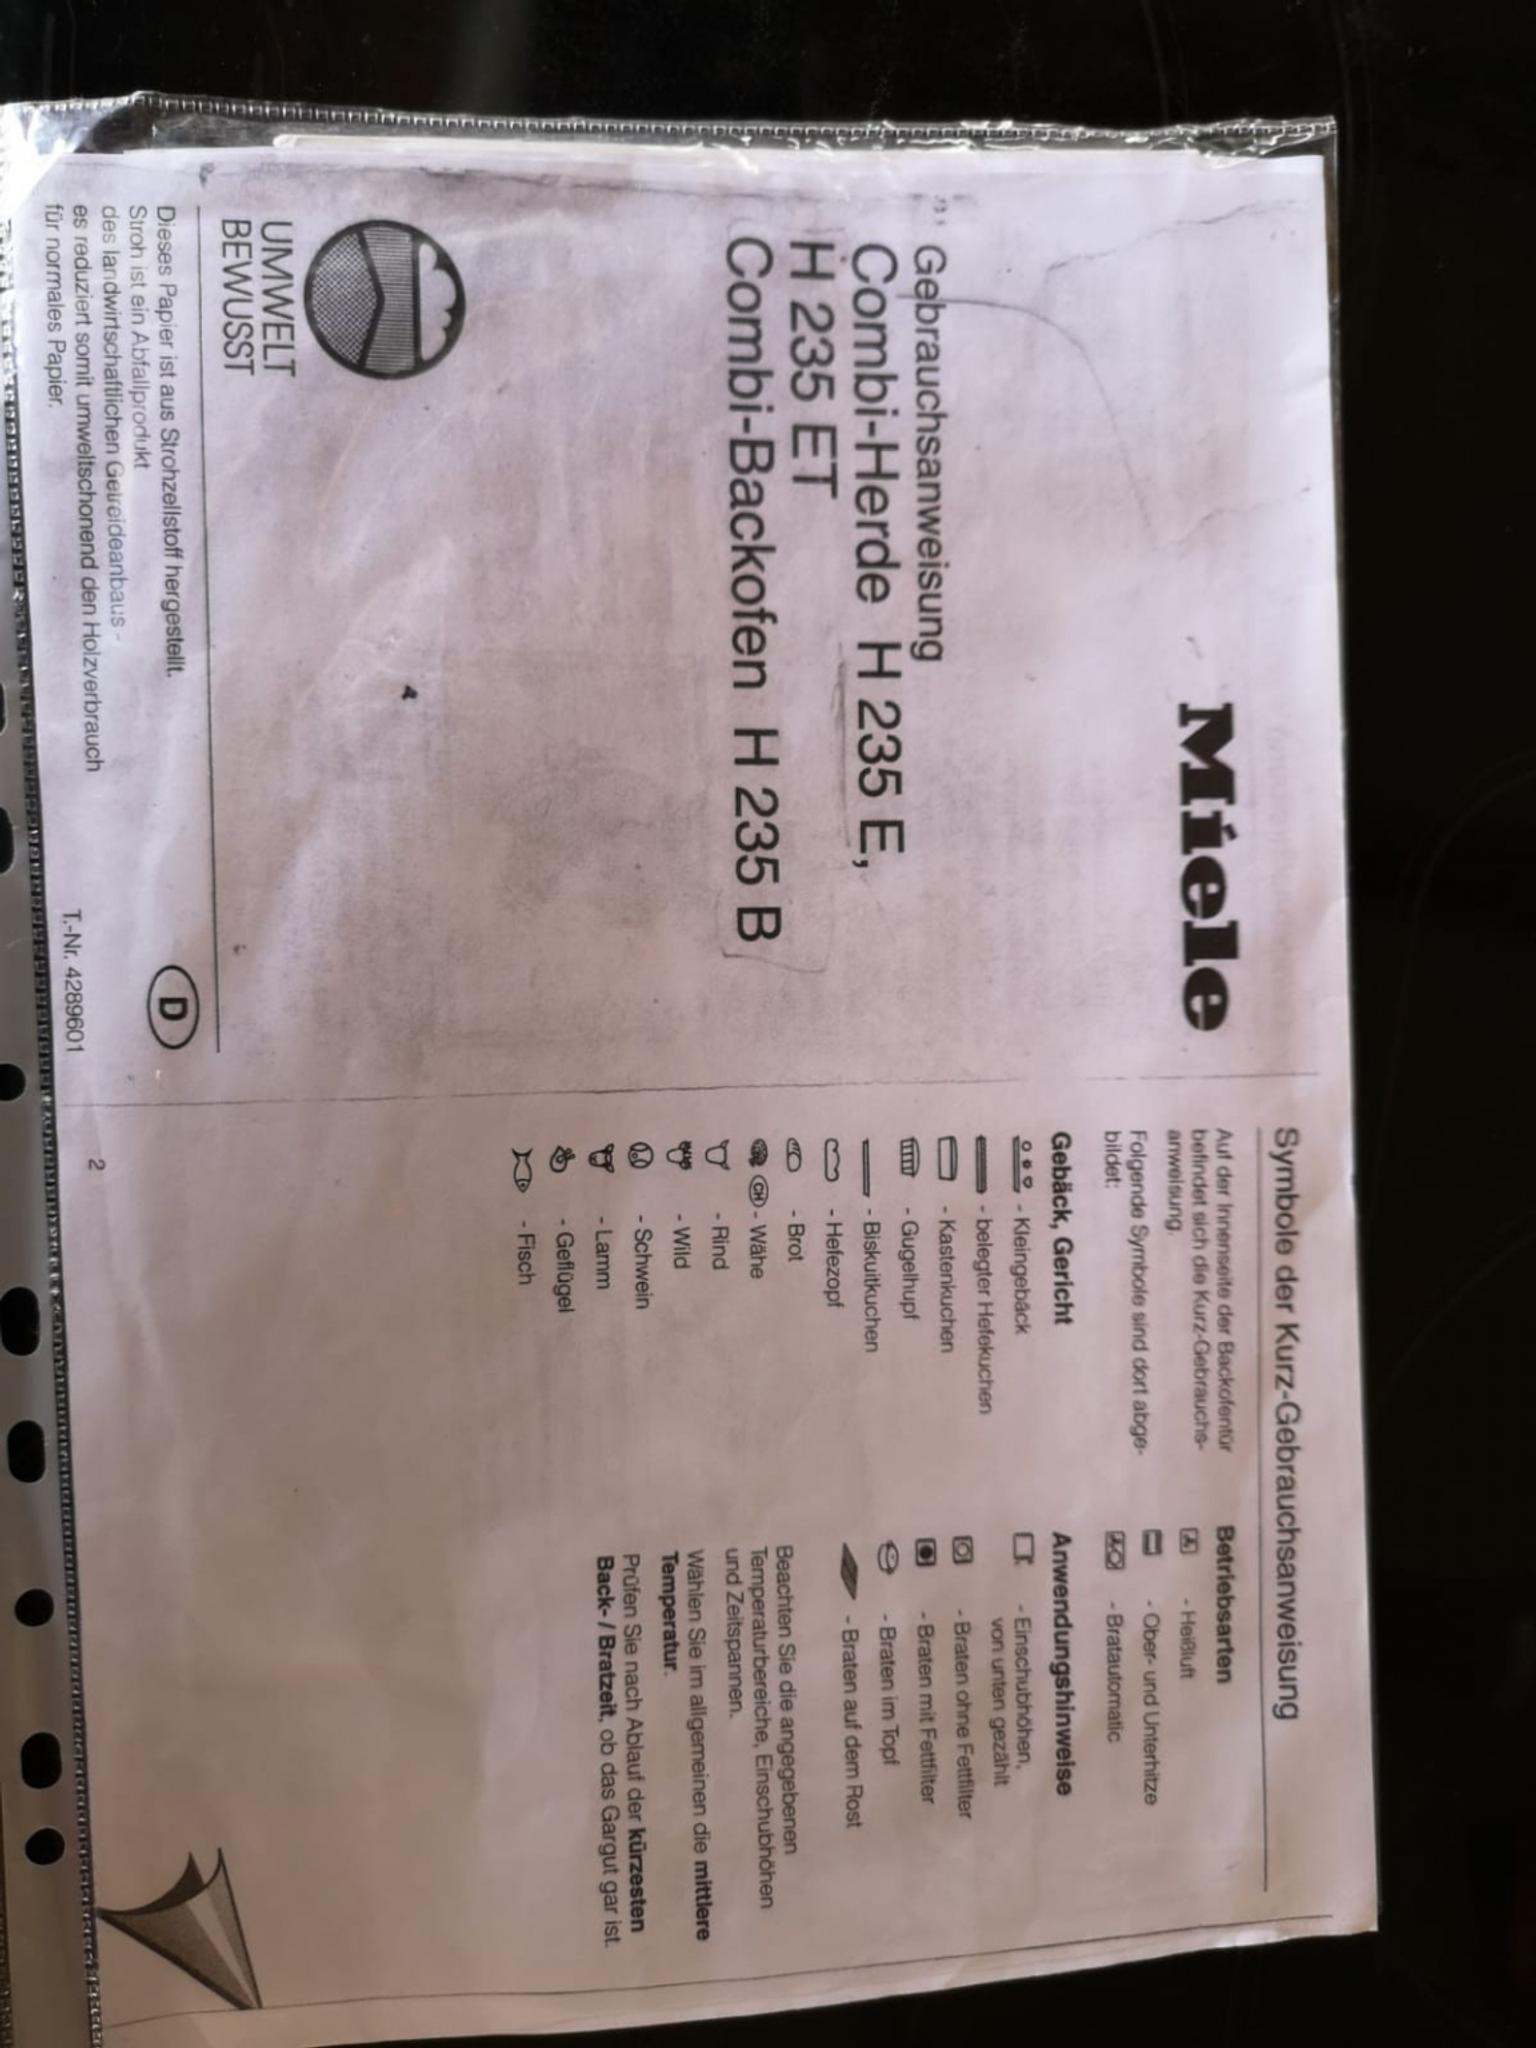 Miele
Gebrauchsanweisung
Combi-Herde H 235 E,
H 235 ET
Combi-Backofen H 235 B
UMWELT
BEWUSST
Dieses Papier ist aus Strohzellstoff hergestellt.
Stroh ist ein Abfallprodukt
des landwirtschaftlichen Getreideanbaus -
es reduziert somit umweltschonend den Holzverbrauch
für normales Papier.
D
T.-Nr. 4289601
Symbole der Kurz-Gebrauchsanweisung
Auf der Innenseite der Backofentür
befindet sich die Kurz-Gebrauchs-
anweisung.
Folgende Symbole sind dort abge-
bildet:
Gebäck, Gericht
- Kleingebäck
- belegter Hefekuchen
- Kastenkuchen
- Gugelhupf
- Biskuitkuchen
- Hefezopf
- Brot
CH - Wähe
- Rind
- Wild
- Schwein
- Lamm
- Geflügel
- Fisch
Betriebsarten
- Heißluft
- Ober- und Unterhitze
- Bratautomatic
Anwendungshinweise
- Einschubhöhen,
von unten gezählt
- Braten ohne Fettfilter
- Braten mit Fettfilter
- Braten im Topf
- Braten auf dem Rost
Beachten Sie die angegebenen
Temperaturbereiche, Einschubhöhen
und Zeitspannen.
Wählen Sie im allgemeinen die mittlere
Temperatur.
Prüfen Sie nach Ablauf der kürzesten
Back- / Bratzeit, ob das Gargut gar ist.
2